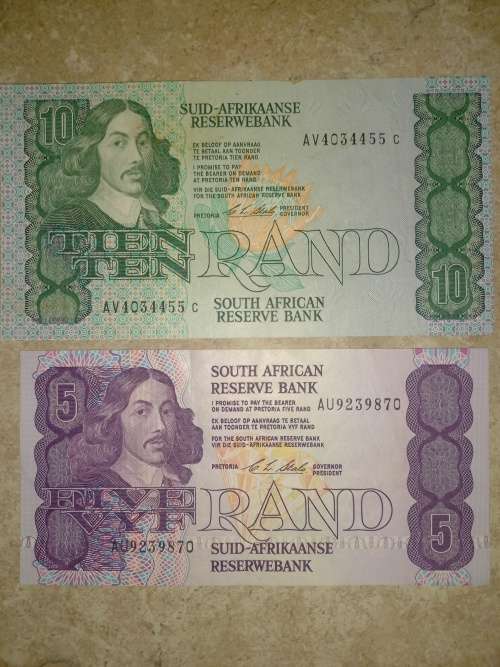 10
SUID-AFRIKAANSE
RESERWEBANK
AV4034455 C
EK BELOOF OP AANVRAAG
TE BETAAL AAN TOONDER
TE PRETORIA TIEN RAND
I PROMISE TO PAY
THE BEARER ON DEMAND
AT PRETORIA TEN RAND
VIR DIE SUID-AFRIKAANSE RESERWEBANK
FOR THE SOUTH AFRICAN RESERVE BANK
PRETORIA
PRESIDENT
GOVERNOR
TIEN
TEN
RAND
10
AV4034455 C
SOUTH AFRICAN
RESERVE BANK
5
SOUTH AFRICAN
RESERVE BANK
I PROMISE TO PAY THE BEARER
ON DEMAND AT PRETORIA FIVE RAND
AU9239870
EK BELOOF OP AANVRAAG TE BETAAL
AAN TOONDER TE PRETORIA VYF RAND
FOR THE SOUTH AFRICAN RESERVE BANK
VIR DIE SUID-AFRIKAANSE RESERWEBANK
PRETORIA
GOVERNOR
PRESIDENT
FIVE
VYF
RAND
5
AU9239870
SUID-AFRIKAANSE
RESERWEBANK